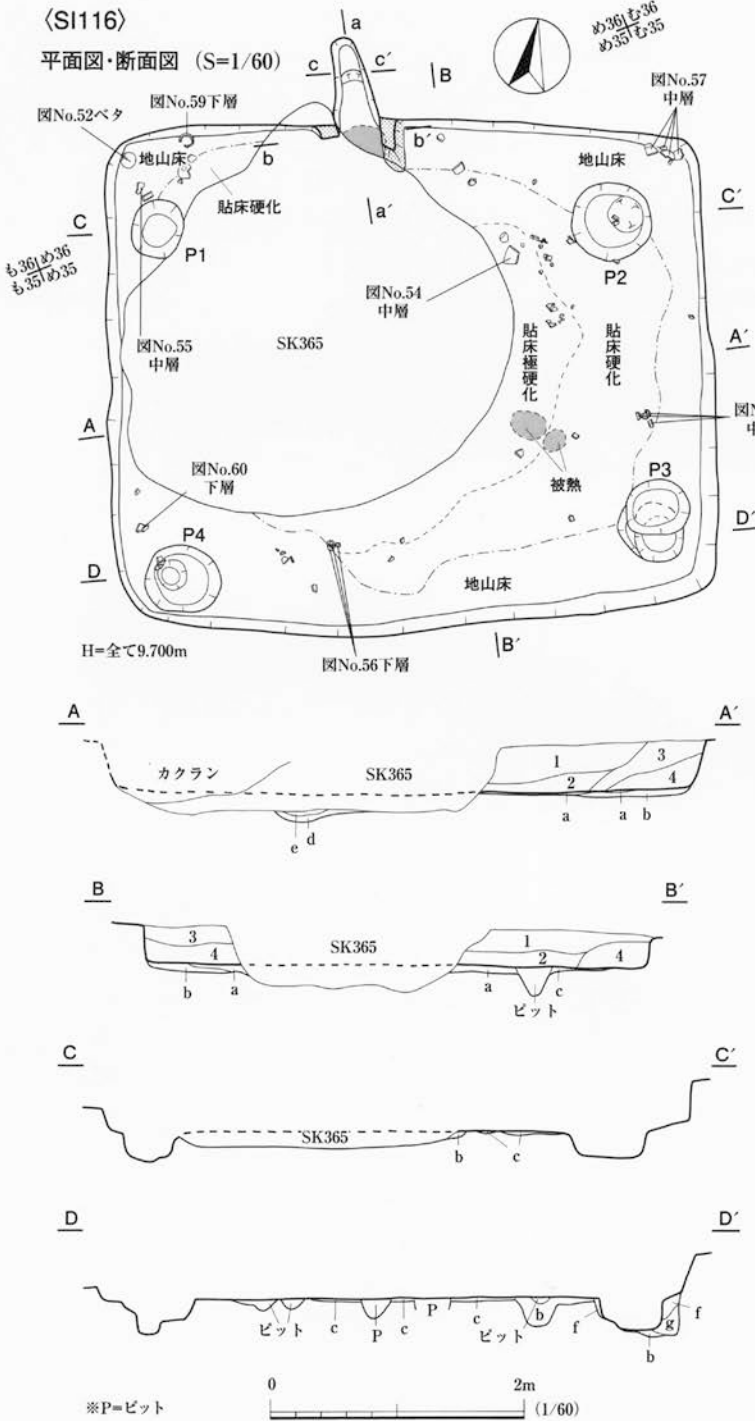 〈SI116〉
平面図・断面図 (S=1/60)
a
c c′
B
め36 む36
め35 む35
図No.52ベタ
図No.59下層
図No.57
中層
地山床
b
b′
地山床
貼床硬化
a′
C
C′
P1
P2
も36 め36
も35 め35
図No.54
中層
図No.55
中層
SK365
貼床極硬化
貼床硬化
A′
A
図No.60
下層
被熱
P3
P4
D′
D
地山床
H=全て9.700m
図No.56下層
B′
A A′
カクラン SK365 1 3
2 4
a a b
e d
B B′
3 SK365 1
4 2 4
b a a c
ピット
C C′
SK365
b c
D D′
ピット c P c P c ピット b f g f
b
※P=ピット
0 2m
(1/60)